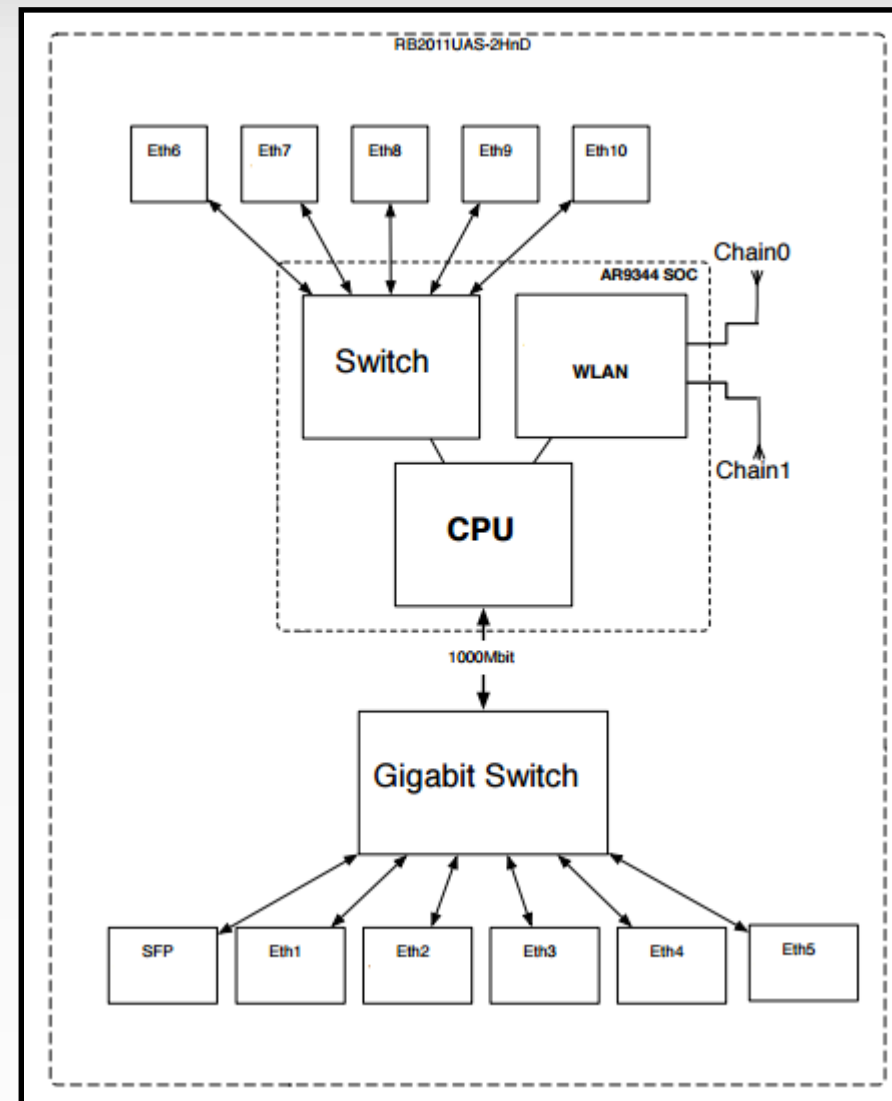 RB2011UAS-2HnD
Eth6
Eth7
Eth8
Eth9
Eth10
Chain0
AR9344 SOC
Switch
WLAN
Chain1
CPU
1000Mbit
Gigabit Switch
SFP
Eth1
Eth2
Eth3
Eth4
Eth5